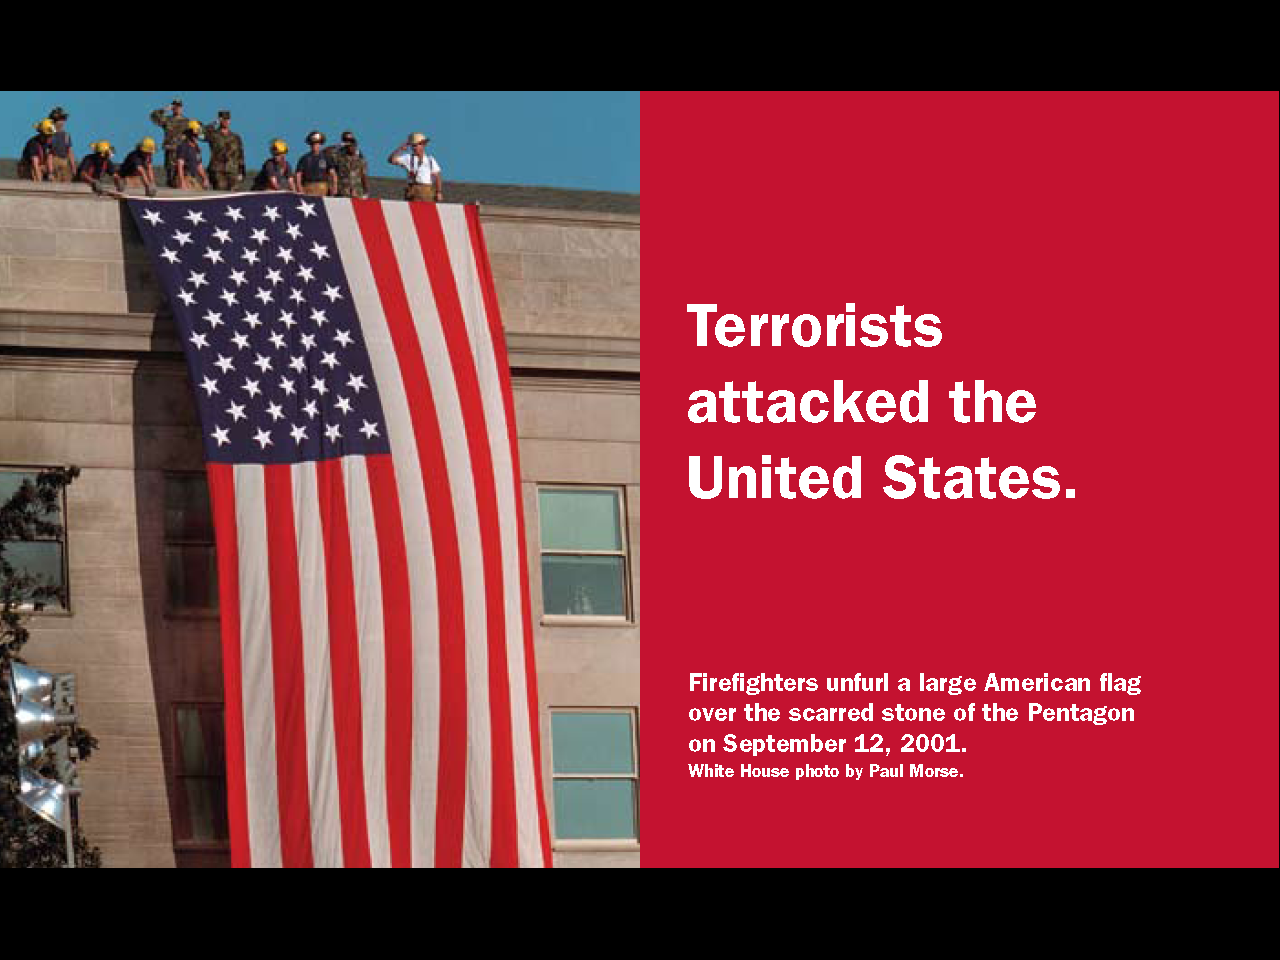 Terrorists
attacked the
United States.
Firefighters unfurl a large American flag
over the scarred stone of the Pentagon
on September 12, 2001.
White House photo by Paul Morse.